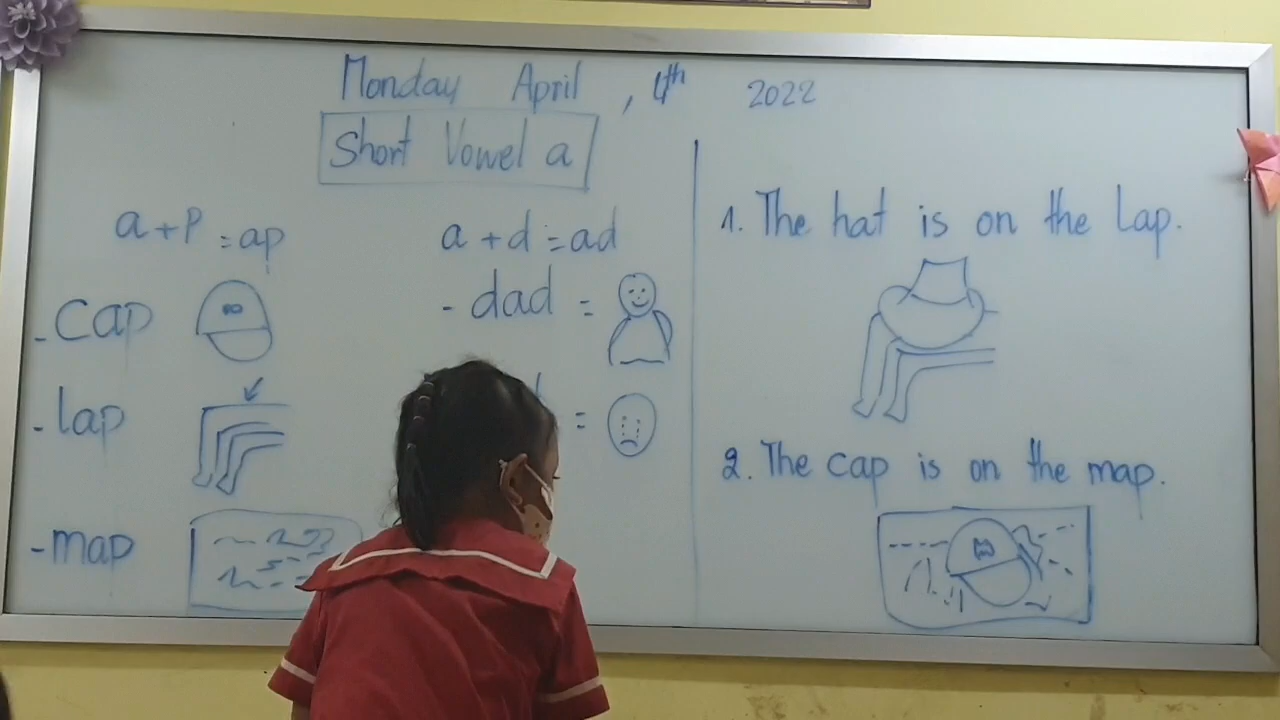 Monday April , 4th 2022
Short Vowel a
a + p = ap
- cap
- lap
- map
a + d = ad
- dad =
=
1. The hat is on the Lap.
2. The cap is on the map.